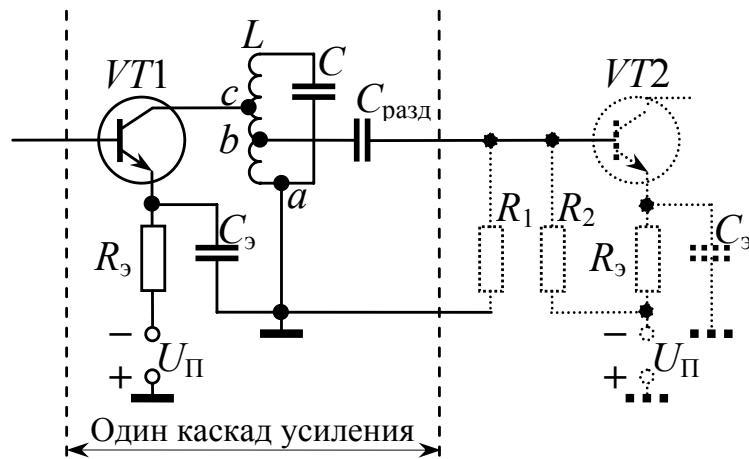 L
VT1
C
VT2
c
Cразд
b
a
R1
R2
Rэ
Cэ
Rэ
Cэ
−
UП
+
−
UП
+
Один каскад усиления